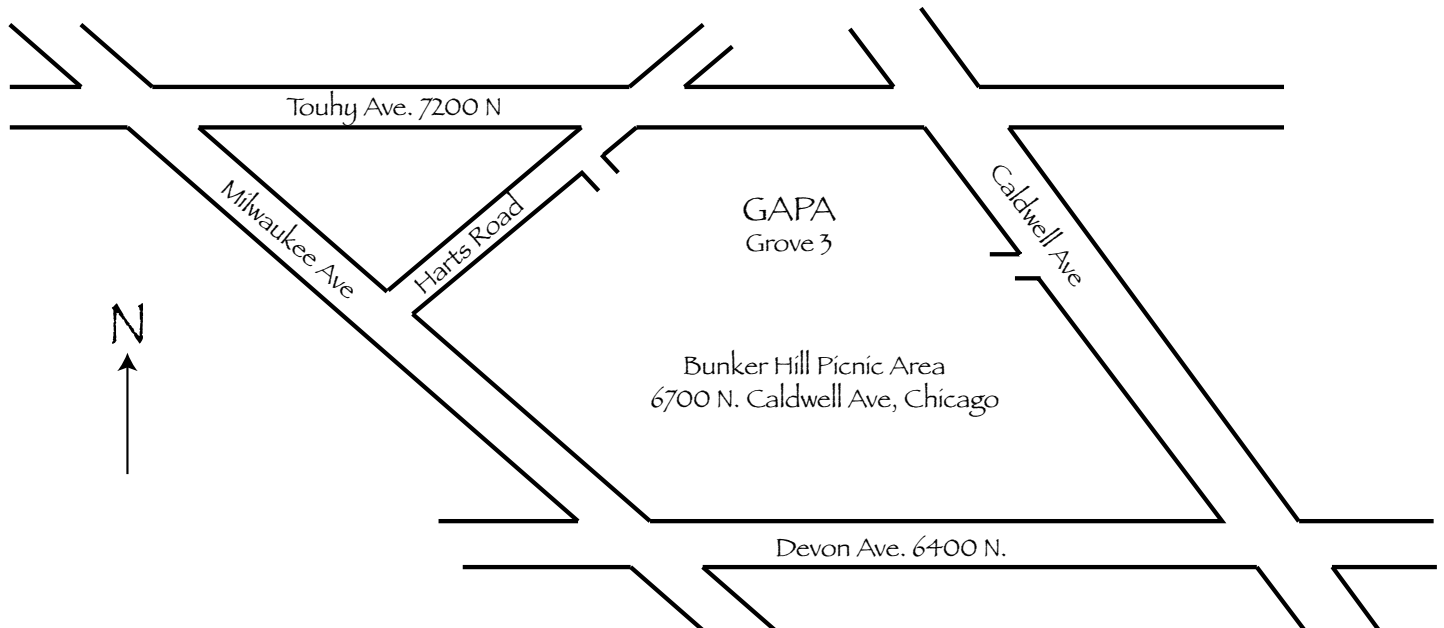 Touhy Ave. 7200 N
Milwaukee Ave
Harts Road
GAPA
Grove 3
Caldwell Ave
N
Bunker Hill Picnic Area
6700 N. Caldwell Ave, Chicago
Devon Ave. 6400 N.